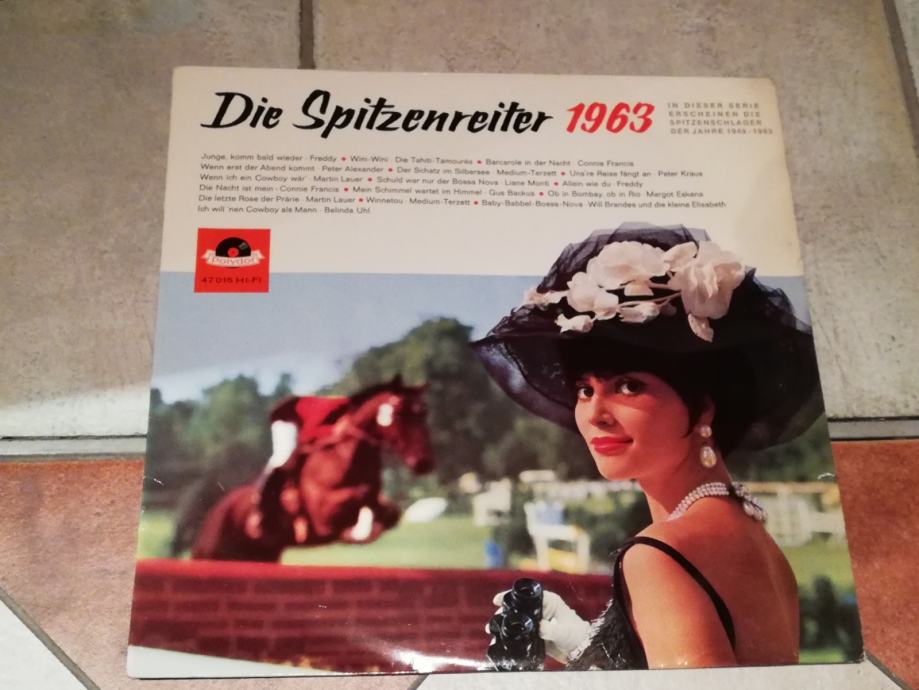 Die Spitzenreiter 1963
IN DIESER SERIE
ERSCHEINEN DIE
SPITZENSCHLAGER
DER JAHRE 1949-1963
Junge, komm bald wieder · Freddy • Wini-Wini · Die Tahiti-Tamourés • Barcarole in der Nacht · Connie Francis
Wenn erst der Abend kommt · Peter Alexander • Der Schatz im Silbersee · Medium-Terzett • Uns're Reise fängt an · Peter Kraus
Wenn ich ein Cowboy wär' · Martin Lauer • Schuld war nur der Bossa Nova · Liane Monti • Allein wie du · Freddy
Die Nacht ist mein · Connie Francis • Mein Schimmel wartet im Himmel · Gus Backus • Ob in Bombay, ob in Rio · Margot Eskens
Die letzte Rose der Prärie · Martin Lauer • Winnetou · Medium-Terzett • Baby-Babbel-Bossa-Nova · Will Brandes und die kleine Elisabeth
Ich will 'nen Cowboy als Mann · Belinda Uhl
Polydor
47 015 HI-FI